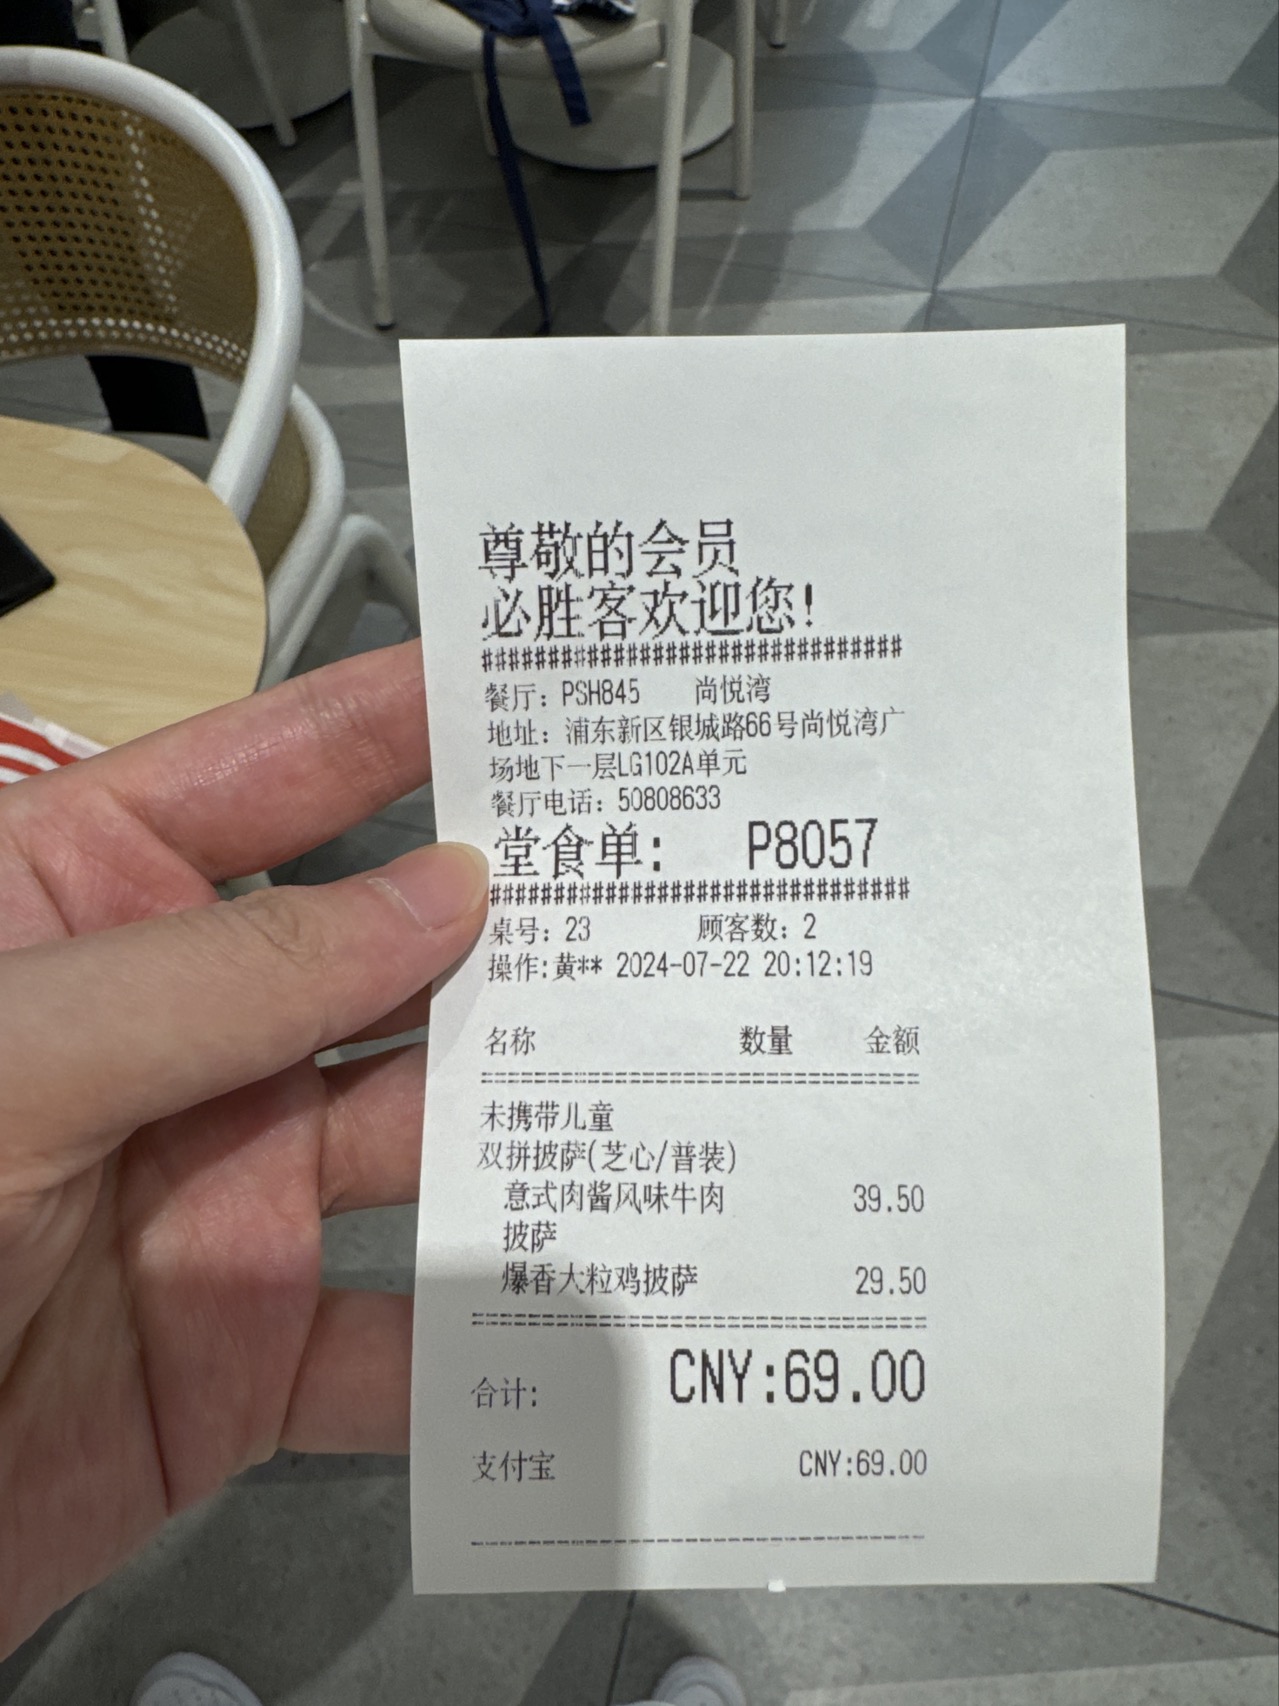 尊敬的会员
必胜客欢迎您!
################################
餐厅: PSH845 尚悦湾
地址: 浦东新区银城路66号尚悦湾广
场地下一层LG102A单元
餐厅电话: 50808633
堂食单: P8057
################################
桌号: 23 顾客数: 2
操作:黄** 2024-07-22 20:12:19
名称 数量 金额
==================================
未携带儿童
双拼披萨(芝心/普装)
意式肉酱风味牛肉 39.50
披萨
爆香大粒鸡披萨 29.50
==================================
合计: CNY:69.00
支付宝 CNY:69.00
----------------------------------